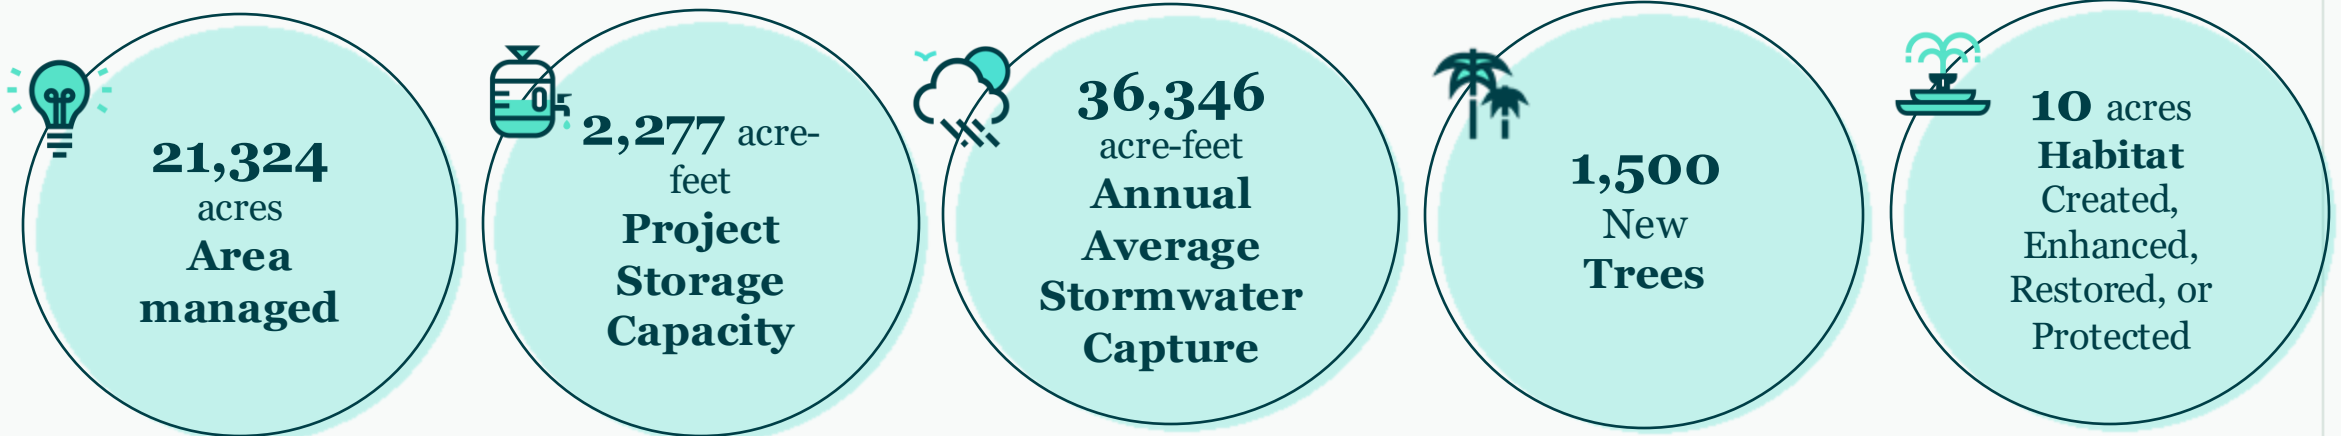 21,324
acres
Area
managed
2,277 acre-
feet
Project
Storage
Capacity
36,346
acre-feet
Annual
Average
Stormwater
Capture
1,500
New
Trees
10 acres
Habitat
Created,
Enhanced,
Restored, or
Protected